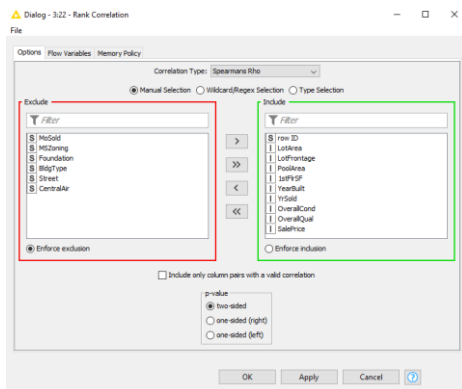 Dialog - 3:22 - Rank Correlation
File
Options Flow Variables Memory Policy
Correlation Type: Spearmans Rho
Manual Selection Wildcard/Regex Selection Type Selection
Exclude
Filter
S MoSold
S MSZoning
S Foundation
S BldgType
S Street
S CentralAir
Enforce exclusion
>
>>
<
<<
Include
Filter
S row ID
I LotArea
I LotFrontage
I PoolArea
I 1stFlrSF
I YearBuilt
I YrSold
I OverallCond
I OverallQual
I SalePrice
Enforce inclusion
Include only column pairs with a valid correlation
p-value
two-sided
one-sided (right)
one-sided (left)
OK Apply Cancel ?